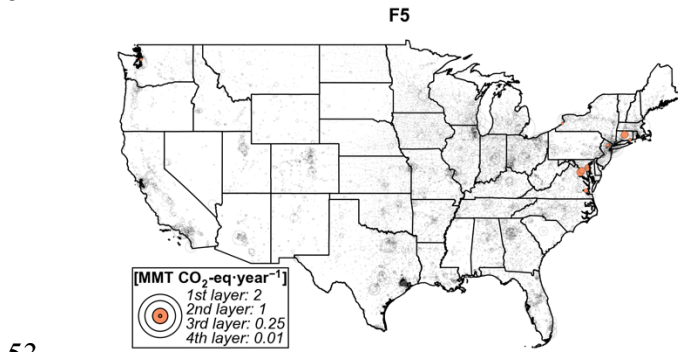 F5
[MMT CO₂-eq·year⁻¹]
1st layer: 2
2nd layer: 1
3rd layer: 0.25
4th layer: 0.01